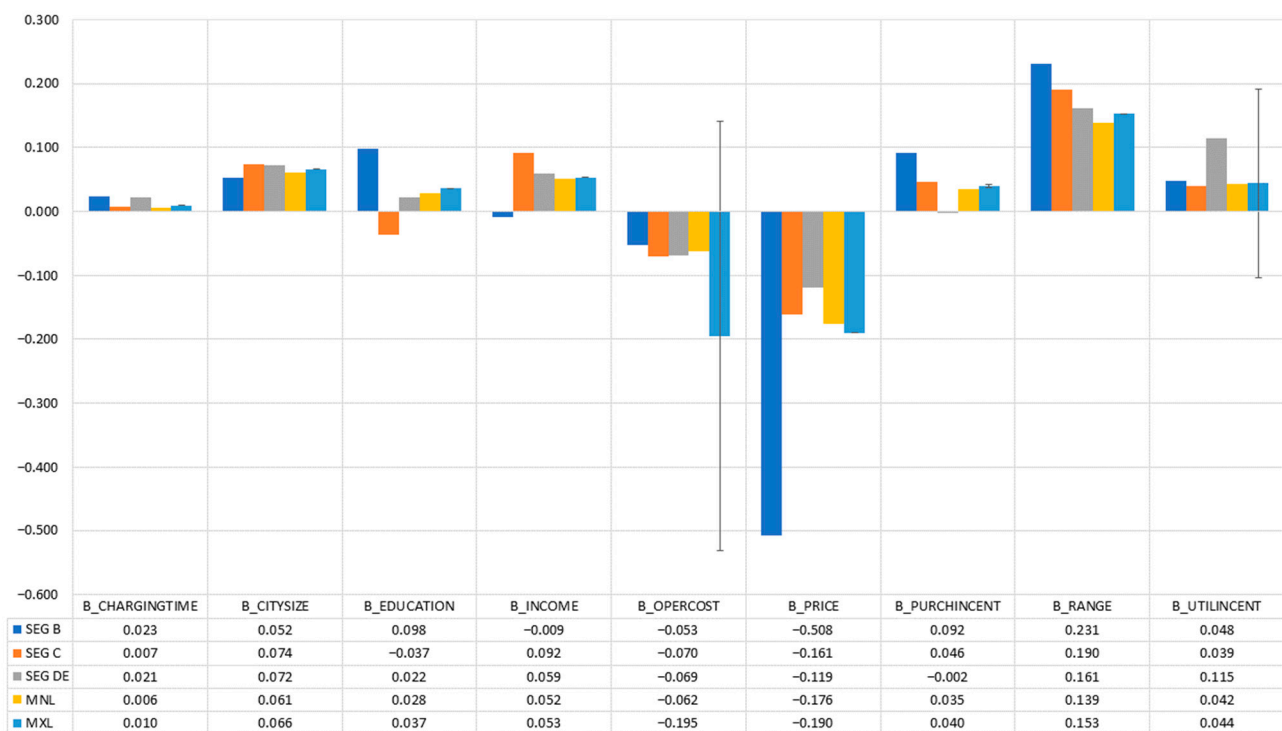 0.300
0.200
0.100
0.000
−0.100
−0.200
−0.300
−0.400
−0.500
−0.600
B_CHARGINGTIME B_CITYSIZE B_EDUCATION B_INCOME B_OPERCOST B_PRICE B_PURCHINCENT B_RANGE B_UTILINCENT
SEG B 0.023 0.052 0.098 −0.009 −0.053 −0.508 0.092 0.231 0.048
SEG C 0.007 0.074 −0.037 0.092 −0.070 −0.161 0.046 0.190 0.039
SEG DE 0.021 0.072 0.022 0.059 −0.069 −0.119 −0.002 0.161 0.115
MNL 0.006 0.061 0.028 0.052 −0.062 −0.176 0.035 0.139 0.042
MXL 0.010 0.066 0.037 0.053 −0.195 −0.190 0.040 0.153 0.044